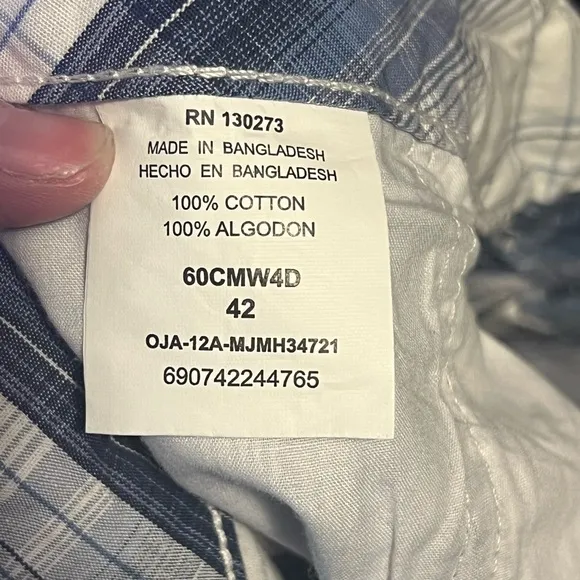 RN 130273
MADE IN BANGLADESH
HECHO EN BANGLADESH
100% COTTON
100% ALGODON
60CMW4D
42
OJA-12A-MJMH34721
690742244765